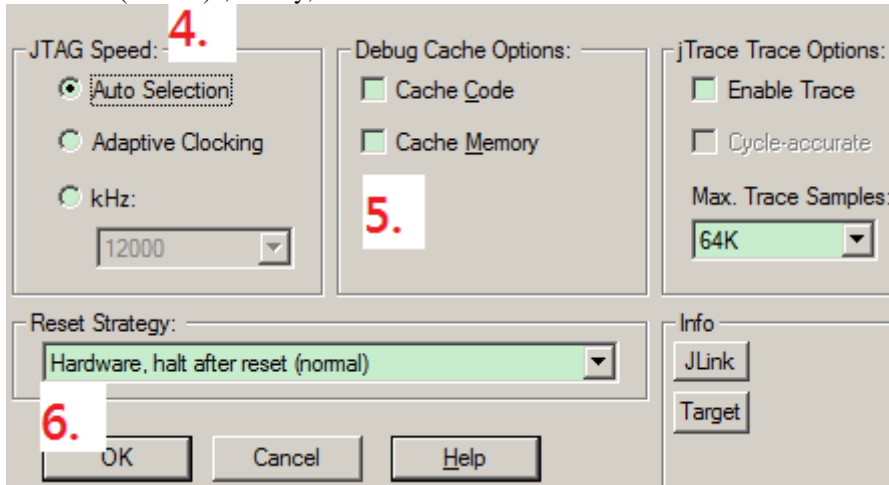 4.
JTAG Speed:
Auto Selection
Adaptive Clocking
kHz:
12000
Debug Cache Options:
Cache Code
Cache Memory
5.
jTrace Trace Options:
Enable Trace
Cycle-accurate
Max. Trace Samples:
64K
Reset Strategy:
Hardware, halt after reset (normal)
Info
JLink
Target
6.
OK
Cancel
Help